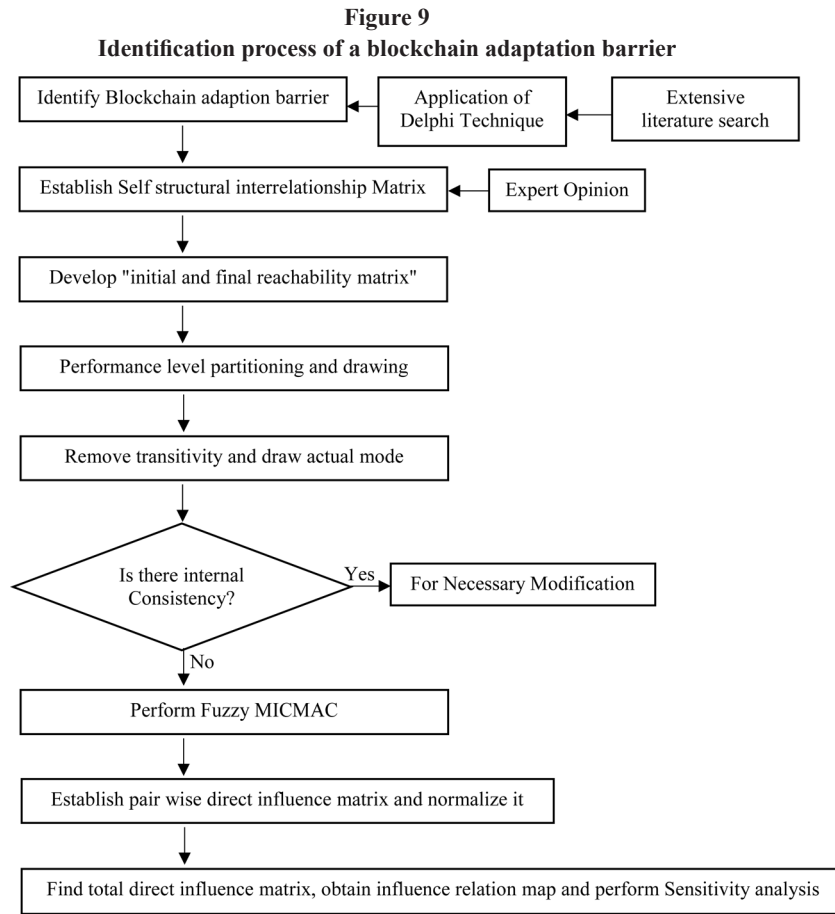 Figure 9
Identification process of a blockchain adaptation barrier
Identify Blockchain adaption barrier
Application of
Delphi Technique
Extensive
literature search
Establish Self structural interrelationship Matrix
Expert Opinion
Develop "initial and final reachability matrix"
Performance level partitioning and drawing
Remove transitivity and draw actual mode
Is there internal
Consistency?
Yes
For Necessary Modification
No
Perform Fuzzy MICMAC
Establish pair wise direct influence matrix and normalize it
Find total direct influence matrix, obtain influence relation map and perform Sensitivity analysis